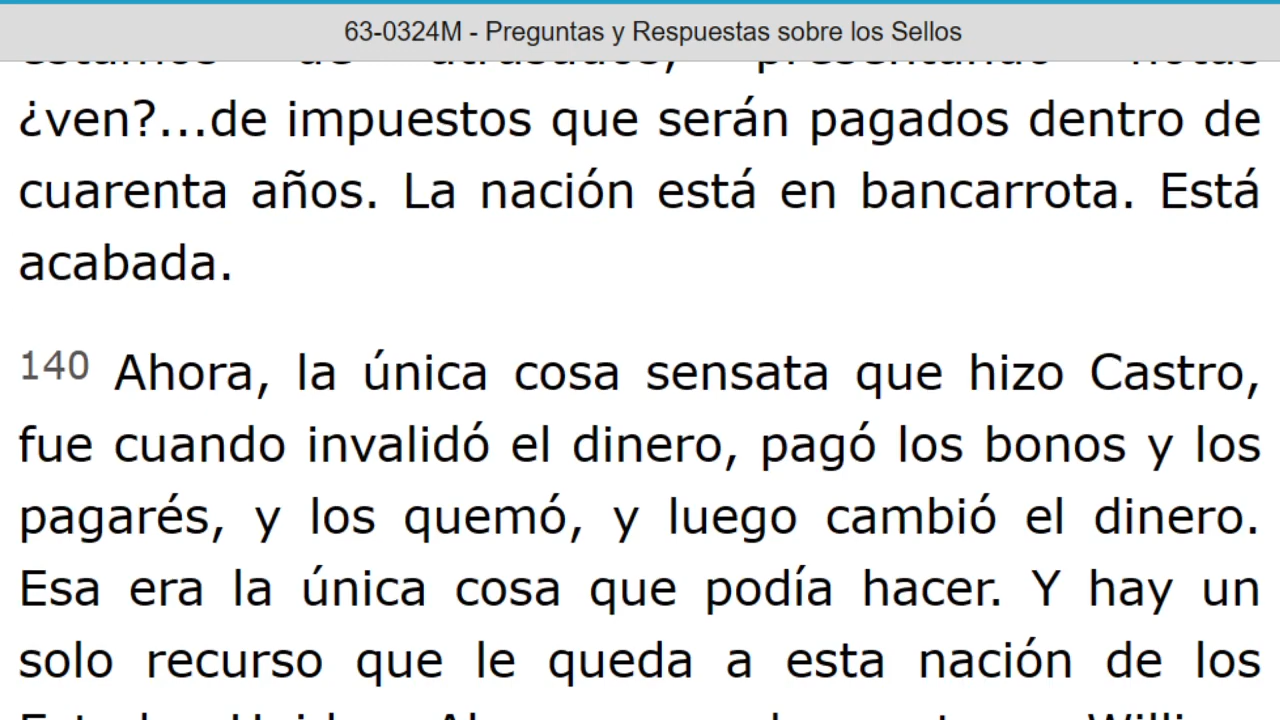 63-0324M - Preguntas y Respuestas sobre los Sellos
¿ven?...de impuestos que serán pagados dentro de
cuarenta años. La nación está en bancarrota. Está
acabada.
140 Ahora, la única cosa sensata que hizo Castro,
fue cuando invalidó el dinero, pagó los bonos y los
pagarés, y los quemó, y luego cambió el dinero.
Esa era la única cosa que podía hacer. Y hay un
solo recurso que le queda a esta nación de los